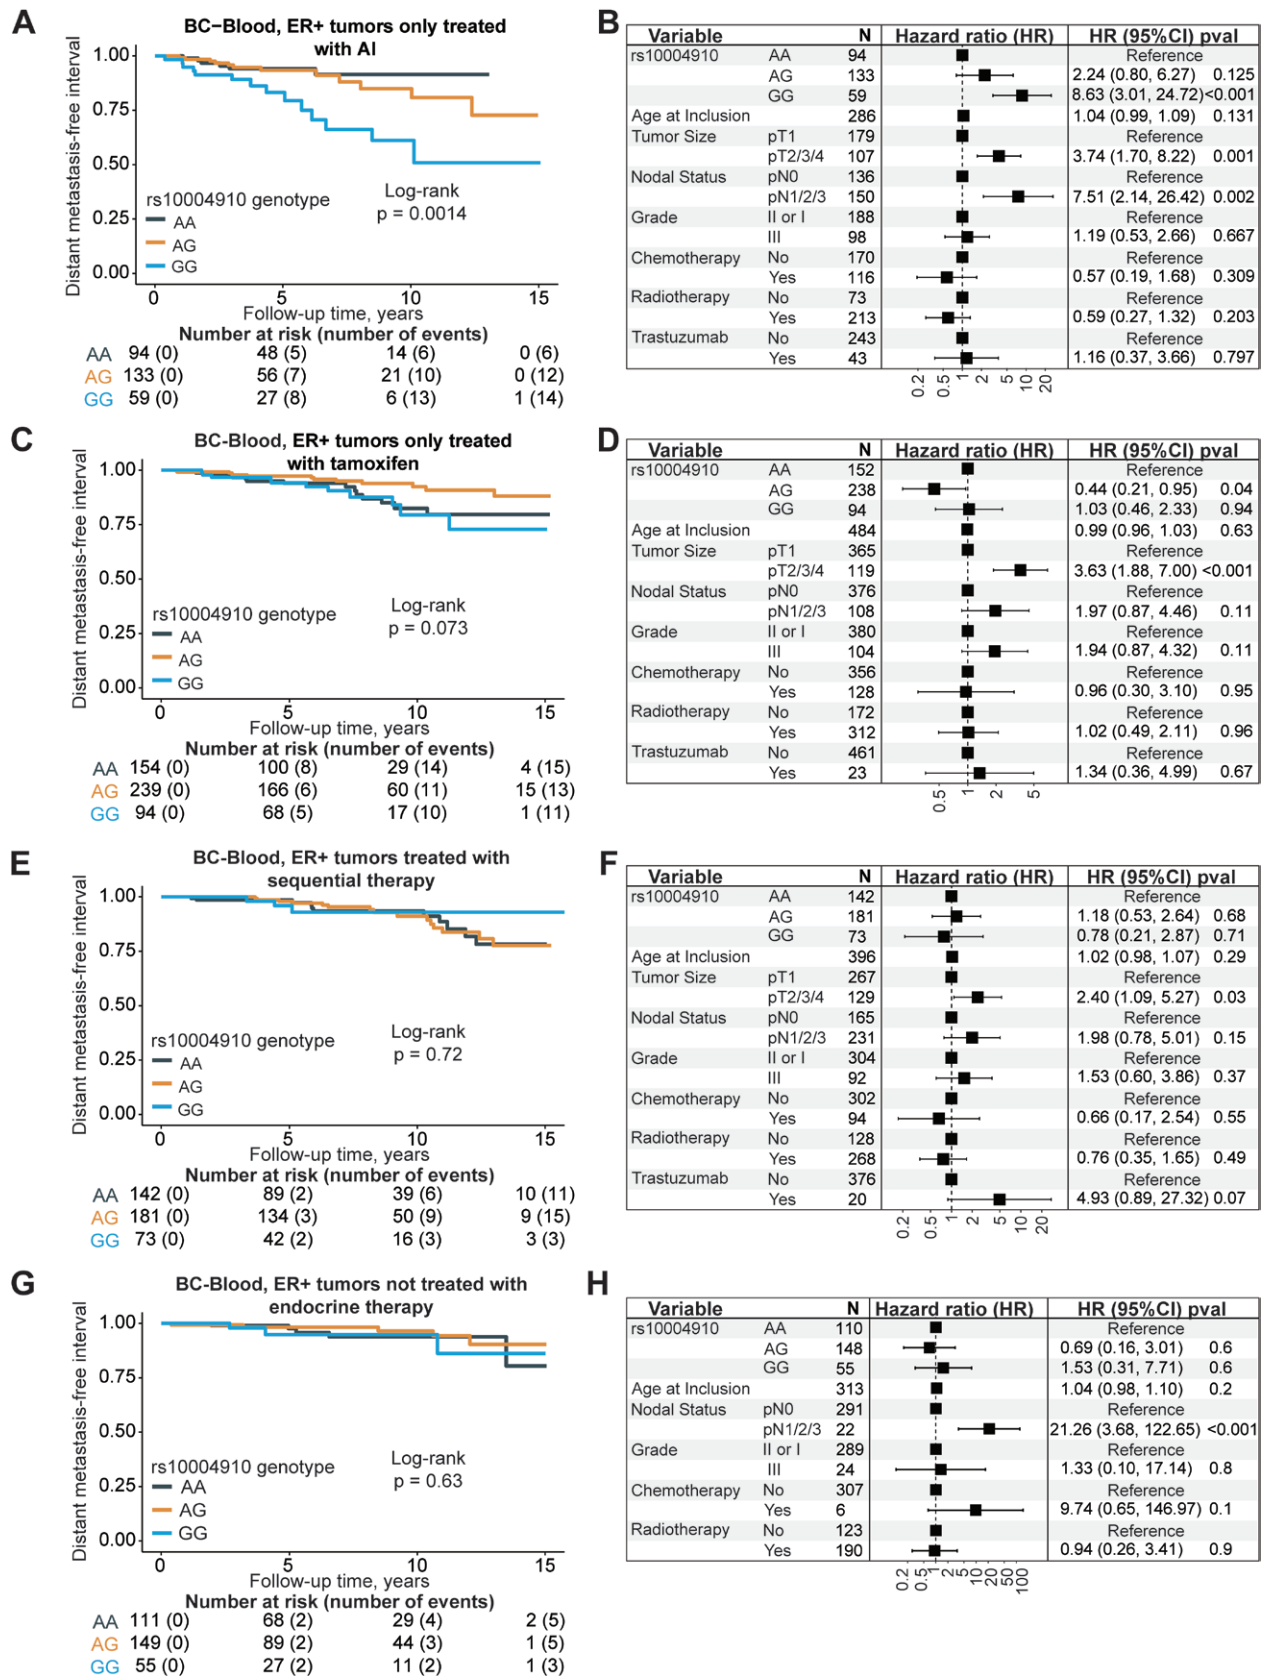 A
BC−Blood, ER+ tumors only treated
with AI
Distant metastasis-free interval
1.00
0.75
0.50
0.25
0.00
rs10004910 genotype
AA
AG
GG
Log-rank
p = 0.0014
0 5 10 15
Follow-up time, years
Number at risk (number of events)
AA 94 (0) 48 (5) 14 (6) 0 (6)
AG 133 (0) 56 (7) 21 (10) 0 (12)
GG 59 (0) 27 (8) 6 (13) 1 (14)
B
Variable N Hazard ratio (HR) HR (95%CI) pval
rs10004910 AA 94 Reference
AG 133 2.24 (0.80, 6.27) 0.125
GG 59 8.63 (3.01, 24.72)<0.001
Age at Inclusion 286 1.04 (0.99, 1.09) 0.131
Tumor Size pT1 179 Reference
pT2/3/4 107 3.74 (1.70, 8.22) 0.001
Nodal Status pN0 136 Reference
pN1/2/3 150 7.51 (2.14, 26.42) 0.002
Grade II or I 188 Reference
III 98 1.19 (0.53, 2.66) 0.667
Chemotherapy No 170 Reference
Yes 116 0.57 (0.19, 1.68) 0.309
Radiotherapy No 73 Reference
Yes 213 0.59 (0.27, 1.32) 0.203
Trastuzumab No 243 Reference
Yes 43 1.16 (0.37, 3.66) 0.797
0.2 0.5 1 2 5 10 20
C
BC-Blood, ER+ tumors only treated
with tamoxifen
Distant metastasis-free interval
1.00
0.75
0.50
0.25
0.00
rs10004910 genotype
AA
AG
GG
Log-rank
p = 0.073
0 5 10 15
Follow-up time, years
Number at risk (number of events)
AA 154 (0) 100 (8) 29 (14) 4 (15)
AG 239 (0) 166 (6) 60 (11) 15 (13)
GG 94 (0) 68 (5) 17 (10) 1 (11)
D
Variable N Hazard ratio (HR) HR (95%CI) pval
rs10004910 AA 152 Reference
AG 238 0.44 (0.21, 0.95) 0.04
GG 94 1.03 (0.46, 2.33) 0.94
Age at Inclusion 484 0.99 (0.96, 1.03) 0.63
Tumor Size pT1 365 Reference
pT2/3/4 119 3.63 (1.88, 7.00) <0.001
Nodal Status pN0 376 Reference
pN1/2/3 108 1.97 (0.87, 4.46) 0.11
Grade II or I 380 Reference
III 104 1.94 (0.87, 4.32) 0.11
Chemotherapy No 356 Reference
Yes 128 0.96 (0.30, 3.10) 0.95
Radiotherapy No 172 Reference
Yes 312 1.02 (0.49, 2.11) 0.96
Trastuzumab No 461 Reference
Yes 23 1.34 (0.36, 4.99) 0.67
0.5 1 2 5
E
BC-Blood, ER+ tumors treated with
sequential therapy
Distant metastasis-free interval
1.00
0.75
0.50
0.25
0.00
rs10004910 genotype
AA
AG
GG
Log-rank
p = 0.72
0 5 10 15
Follow-up time, years
Number at risk (number of events)
AA 142 (0) 89 (2) 39 (6) 10 (11)
AG 181 (0) 134 (3) 50 (9) 9 (15)
GG 73 (0) 42 (2) 16 (3) 3 (3)
F
Variable N Hazard ratio (HR) HR (95%CI) pval
rs10004910 AA 142 Reference
AG 181 1.18 (0.53, 2.64) 0.68
GG 73 0.78 (0.21, 2.87) 0.71
Age at Inclusion 396 1.02 (0.98, 1.07) 0.29
Tumor Size pT1 267 Reference
pT2/3/4 129 2.40 (1.09, 5.27) 0.03
Nodal Status pN0 165 Reference
pN1/2/3 231 1.98 (0.78, 5.01) 0.15
Grade II or I 304 Reference
III 92 1.53 (0.60, 3.86) 0.37
Chemotherapy No 302 Reference
Yes 94 0.66 (0.17, 2.54) 0.55
Radiotherapy No 128 Reference
Yes 268 0.76 (0.35, 1.65) 0.49
Trastuzumab No 376 Reference
Yes 20 4.93 (0.89, 27.32) 0.07
0.2 0.5 1 2 5 10 20
G
BC-Blood, ER+ tumors not treated with
endocrine therapy
Distant metastasis-free interval
1.00
0.75
0.50
0.25
0.00
rs10004910 genotype
AA
AG
GG
Log-rank
p = 0.63
0 5 10 15
Follow-up time, years
Number at risk (number of events)
AA 111 (0) 68 (2) 29 (4) 2 (5)
AG 149 (0) 89 (2) 44 (3) 1 (5)
GG 55 (0) 27 (2) 11 (2) 1 (3)
H
Variable N Hazard ratio (HR) HR (95%CI) pval
rs10004910 AA 110 Reference
AG 148 0.69 (0.16, 3.01) 0.6
GG 55 1.53 (0.31, 7.71) 0.6
Age at Inclusion 313 1.04 (0.98, 1.10) 0.2
Nodal Status pN0 291 Reference
pN1/2/3 22 21.26 (3.68, 122.65) <0.001
Grade II or I 289 Reference
III 24 1.33 (0.10, 17.14) 0.8
Chemotherapy No 307 Reference
Yes 6 9.74 (0.65, 146.97) 0.1
Radiotherapy No 123 Reference
Yes 190 0.94 (0.26, 3.41) 0.9
0.2 0.5 1 2 5 10 20 50 100